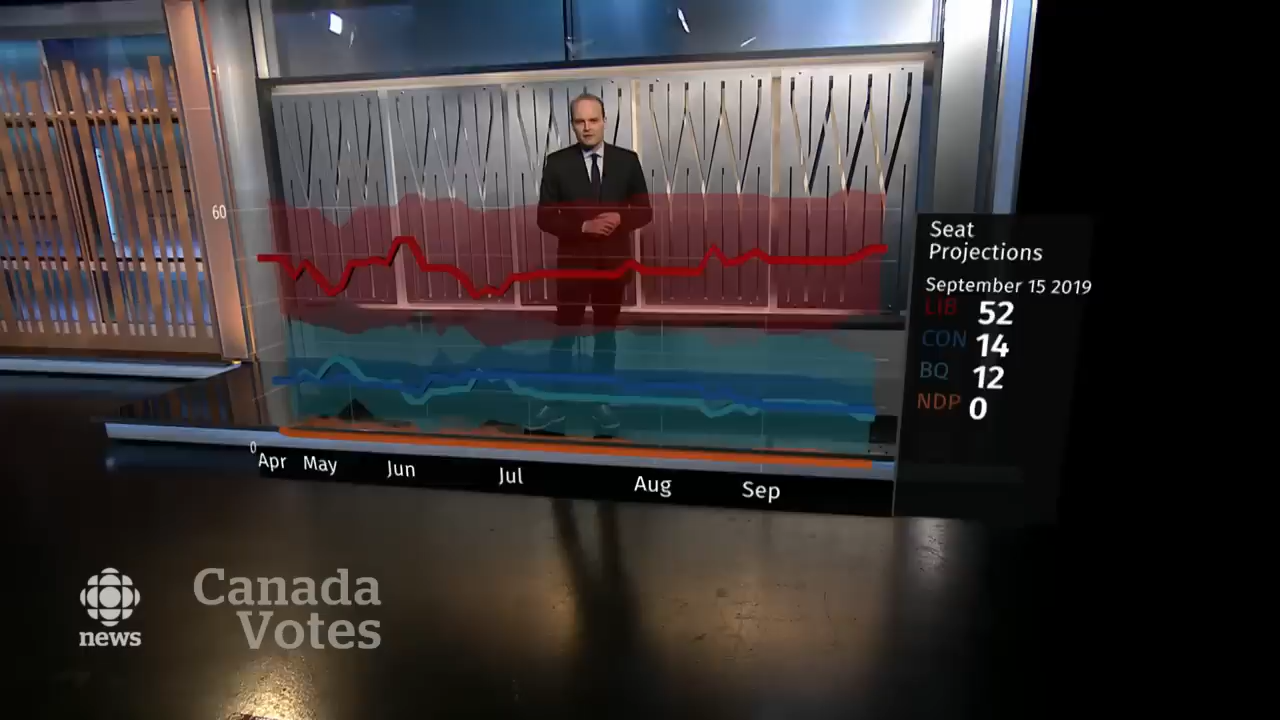 60
0
Apr May Jun Jul Aug Sep
Seat
Projections
September 15 2019
LIB 52
CON 14
BQ 12
NDP 0
news
Canada
Votes